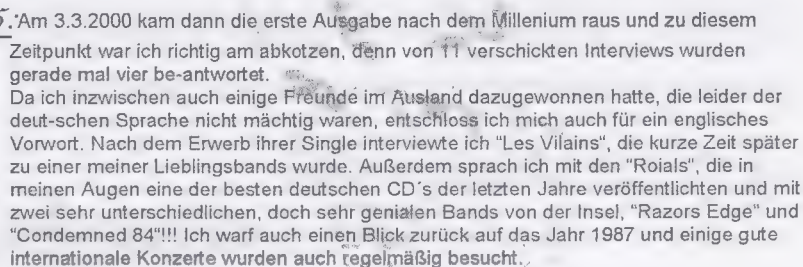 5. Am 3.3.2000 kam dann die erste Ausgabe nach dem Millenium raus und zu diesem
Zeitpunkt war ich richtig am abkotzen, denn von 11 verschickten Interviews wurden
gerade mal vier be-antwortet.
Da ich inzwischen auch einige Freunde im Ausland dazugewonnen hatte, die leider der
deut-schen Sprache nicht mächtig waren, entschloss ich mich auch für ein englisches
Vorwort. Nach dem Erwerb ihrer Single interviewte ich "Les Vilains", die kurze Zeit später
zu einer meiner Lieblingsbands wurde. Außerdem sprach ich mit den "Roials", die in
meinen Augen eine der besten deutschen CD´s der letzten Jahre veröffentlichten und mit
zwei sehr unterschiedlichen, doch sehr genialen Bands von der Insel, "Razors Edge" und
"Condemned 84"!!! Ich warf auch einen Blick zurück auf das Jahr 1987 und einige gute
internationale Konzerte wurden auch regelmäßig besucht.